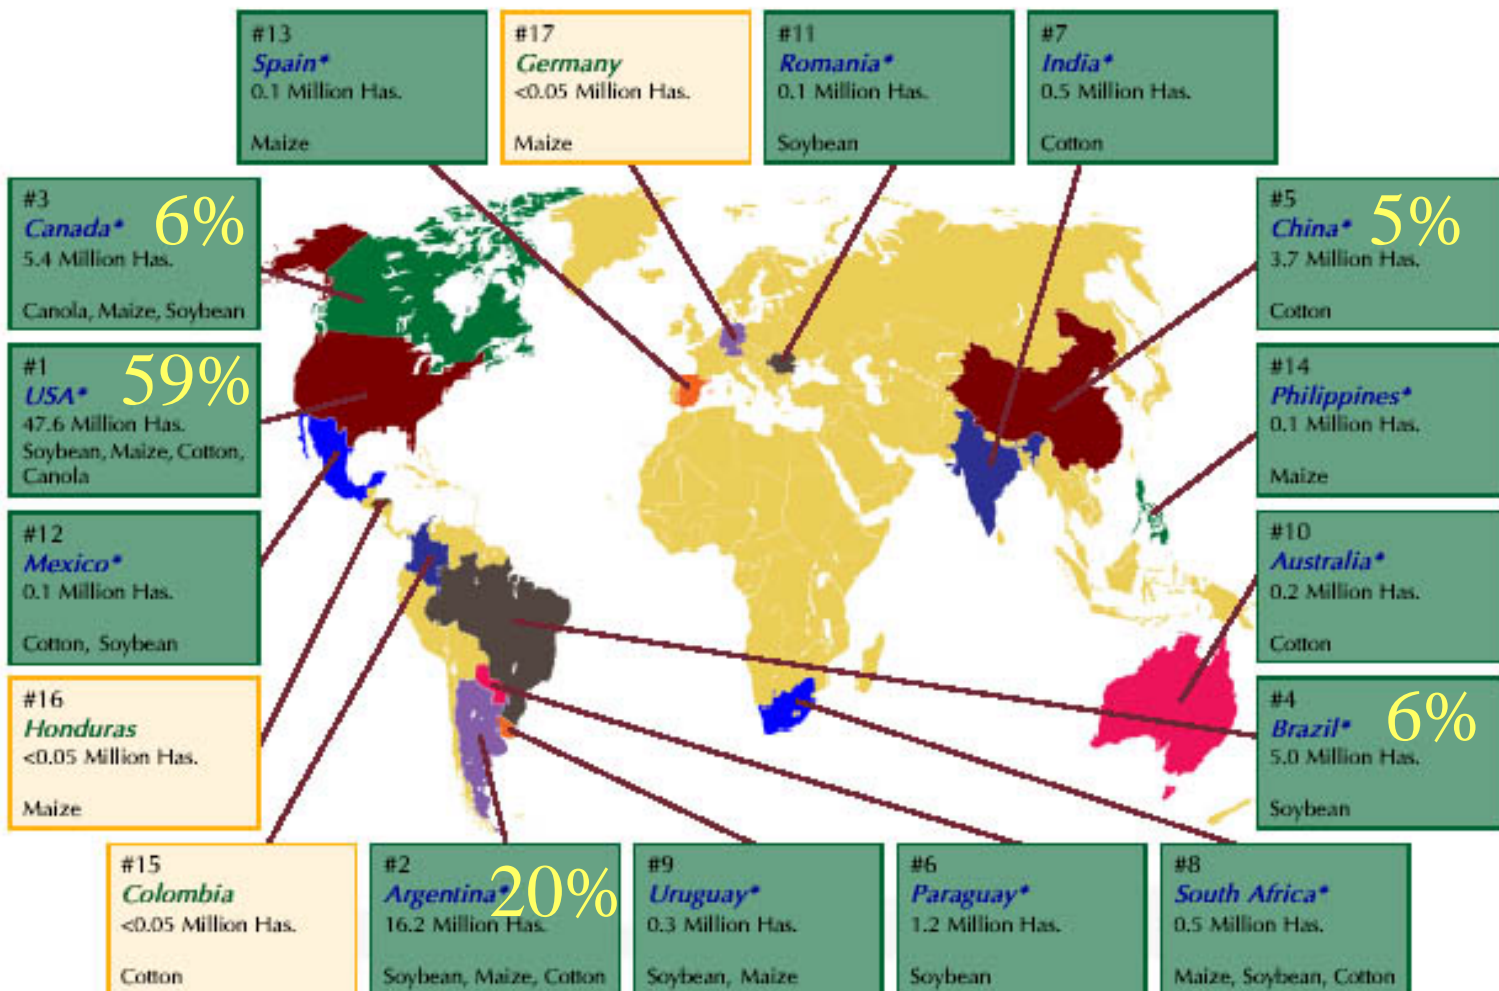 #13
Spain*
0.1 Million Has.
Maize
#17
Germany
<0.05 Million Has.
Maize
#11
Romania*
0.1 Million Has.
Soybean
#7
India*
0.5 Million Has.
Cotton
#3
Canada* 6%
5.4 Million Has.
Canola, Maize, Soybean
#1
USA* 59%
47.6 Million Has.
Soybean, Maize, Cotton,
Canola
#12
Mexico*
0.1 Million Has.
Cotton, Soybean
#16
Honduras
<0.05 Million Has.
Maize
#5
China* 5%
3.7 Million Has.
Cotton
#14
Philippines*
0.1 Million Has.
Maize
#10
Australia*
0.2 Million Has.
Cotton
#4
Brazil* 6%
5.0 Million Has.
Soybean
#15
Colombia
<0.05 Million Has.
Cotton
#2
Argentina* 20%
16.2 Million Has.
Soybean, Maize, Cotton
#9
Uruguay*
0.3 Million Has.
Soybean, Maize
#6
Paraguay*
1.2 Million Has.
Soybean
#8
South Africa*
0.5 Million Has.
Maize, Soybean, Cotton